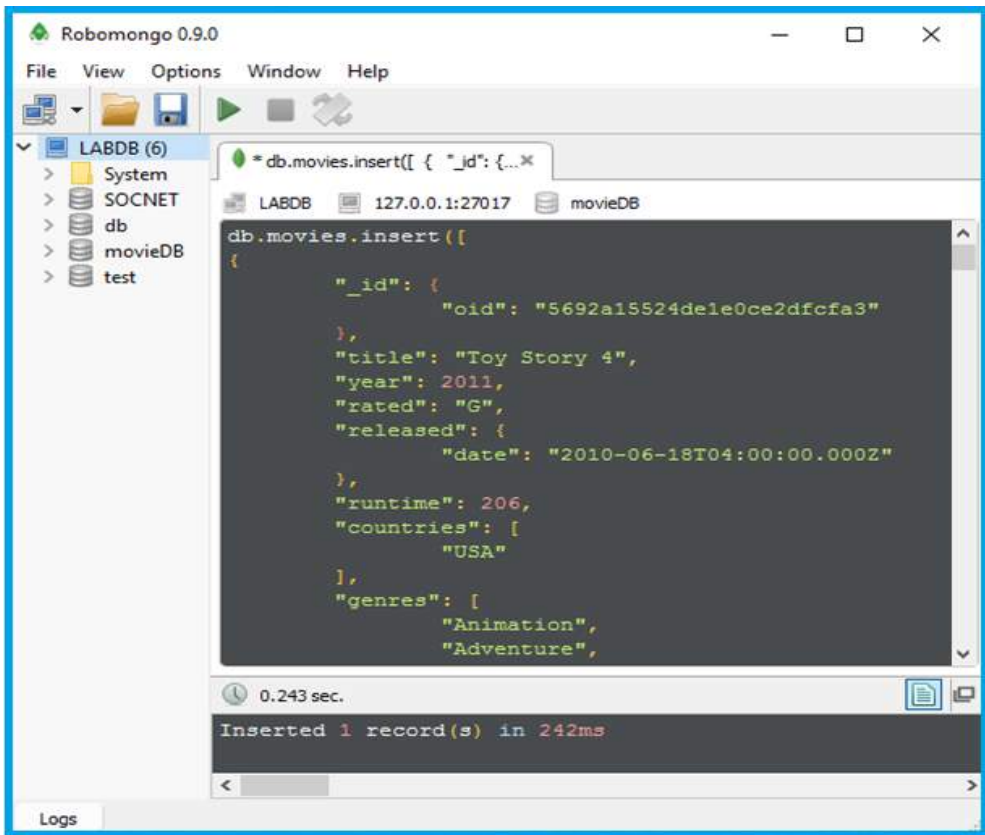 Robomongo 0.9.0
File View Options Window Help
LABDB (6)
System
SOCNET
db
movieDB
test
* db.movies.insert([ { "_id": {...
LABDB 127.0.0.1:27017 movieDB
db.movies.insert([
{
"_id": {
"oid": "5692a15524de1e0ce2dfcfa3"
},
"title": "Toy Story 4",
"year": 2011,
"rated": "G",
"released": {
"date": "2010-06-18T04:00:00.000Z"
},
"runtime": 206,
"countries": [
"USA"
],
"genres": [
"Animation",
"Adventure",
0.243 sec.
Inserted 1 record(s) in 242ms
Logs